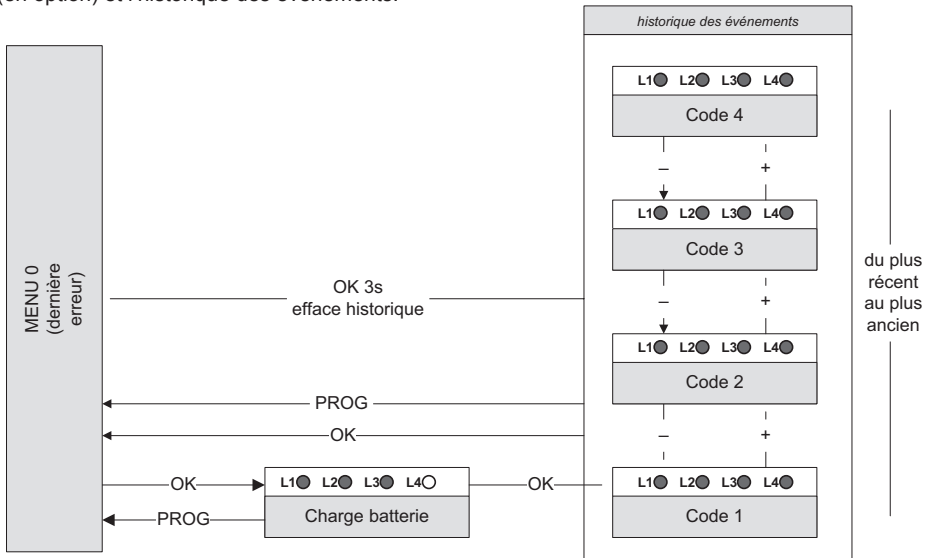 (en option) et l'historique des événements.
historique des événements
L1 L2 L3 L4
Code 4
– +
L1 L2 L3 L4
Code 3
– +
L1 L2 L3 L4
Code 2
– +
L1 L2 L3 L4
Code 1
du plus
récent
au plus
ancien
MENU 0
(dernière
erreur)
OK 3s
efface historique
PROG
OK
OK
L1 L2 L3 L4
Charge batterie
OK
PROG